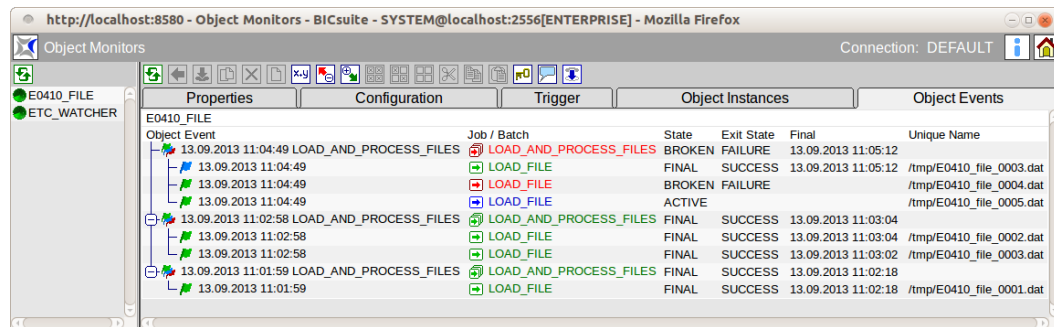 http://localhost:8580 - Object Monitors - BICsuite - SYSTEM@localhost:2556[ENTERPRISE] - Mozilla Firefox
Object Monitors Connection: DEFAULT
x.y
E0410_FILE
ETC_WATCHER
Properties Configuration Trigger Object Instances Object Events
E0410_FILE
Object Event Job / Batch State Exit State Final Unique Name
13.09.2013 11:04:49 LOAD_AND_PROCESS_FILES LOAD_AND_PROCESS_FILES BROKEN FAILURE 13.09.2013 11:05:12
13.09.2013 11:04:49 LOAD_FILE FINAL SUCCESS 13.09.2013 11:05:12 /tmp/E0410_file_0003.dat
13.09.2013 11:04:49 LOAD_FILE BROKEN FAILURE /tmp/E0410_file_0004.dat
13.09.2013 11:04:49 LOAD_FILE ACTIVE /tmp/E0410_file_0005.dat
13.09.2013 11:02:58 LOAD_AND_PROCESS_FILES LOAD_AND_PROCESS_FILES FINAL SUCCESS 13.09.2013 11:03:04
13.09.2013 11:02:58 LOAD_FILE FINAL SUCCESS 13.09.2013 11:03:04 /tmp/E0410_file_0002.dat
13.09.2013 11:02:58 LOAD_FILE FINAL SUCCESS 13.09.2013 11:03:02 /tmp/E0410_file_0003.dat
13.09.2013 11:01:59 LOAD_AND_PROCESS_FILES LOAD_AND_PROCESS_FILES FINAL SUCCESS 13.09.2013 11:02:18
13.09.2013 11:01:59 LOAD_FILE FINAL SUCCESS 13.09.2013 11:02:18 /tmp/E0410_file_0001.dat